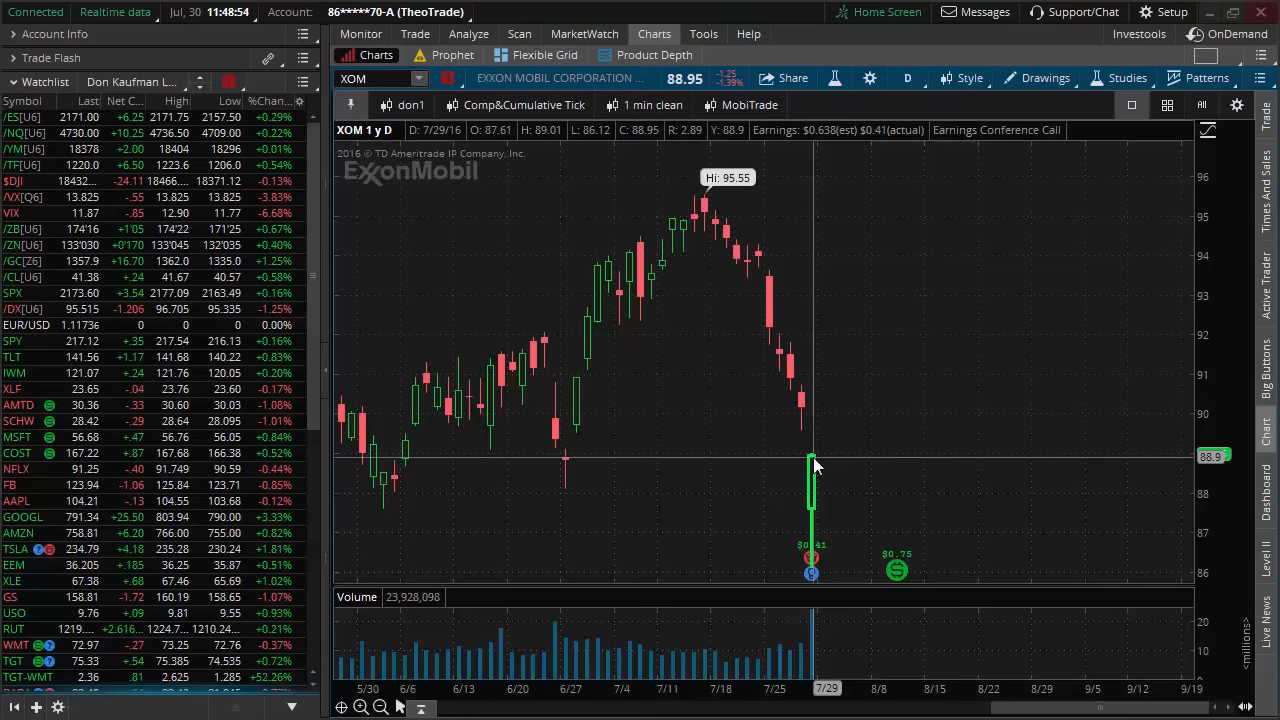 Connected Realtime data Jul, 30 11:48:54 Account: 86*****70-A (TheoTrade) Home Screen Messages Support/Chat Setup
Account Info
Trade Flash
Watchlist Don Kaufman L...
Monitor Trade Analyze Scan MarketWatch Charts Tools Help Investools OnDemand
Charts Prophet Flexible Grid Product Depth
XOM EXXON MOBIL CORPORATION ... 88.95 -1.25 -1.39% Share D Style Drawings Studies Patterns
don1 Comp&Cumulative Tick 1 min clean MobiTrade
XOM 1 y D D: 7/29/16 O: 87.61 H: 89.01 L: 86.12 C: 88.95 R: 2.89 Y: 88.9 Earnings: $0.638(est) $0.41(actual) Earnings Conference Call
2016 © TD Ameritrade IP Company, Inc.
ExxonMobil
Hi: 95.55
Symbol Last Net C... High Low %Chan...
/ES[U6] 2171.00 +6.25 2171.75 2157.50 +0.29%
/NQ[U6] 4730.00 +10.25 4736.50 4709.00 +0.22%
/YM[U6] 18378 +2.00 18404 18296 +0.01%
/TF[U6] 1220.0 +6.50 1223.6 1206.0 +0.54%
$DJI 18432... -24.11 18466.... 18371.12 -0.13%
/VX[Q6] 13.825 -.55 13.825 13.825 -3.83%
VIX 11.87 -.85 12.90 11.77 -6.68%
/ZB[U6] 174'16 +1'05 174'22 171'25 +0.67%
/ZN[U6] 133'030 +0'170 133'045 132'045 +0.40%
/GC[Z6] 1357.9 +16.70 1362.0 1335.0 +1.25%
/CL[U6] 41.38 +.24 41.67 40.57 +0.58%
SPX 2173.60 +3.54 2177.09 2163.49 +0.16%
/DX[U6] 95.515 -1.206 96.705 95.335 -1.25%
EUR/USD 1.11736 0 0 0 0.00%
SPY 217.12 +.35 217.54 216.13 +0.16%
TLT 141.56 +1.17 141.68 140.22 +0.83%
IWM 121.07 +.24 121.16 120.05 +0.20%
XLF 23.65 -.04 23.76 23.60 -0.17%
AMTD 30.36 -.33 30.60 30.03 -1.08%
SCHW 28.42 -.29 28.64 28.095 -1.01%
MSFT 56.68 +.47 56.76 56.05 +0.84%
COST 167.22 +.87 167.66 166.38 +0.52%
NFLX 91.25 -.40 91.749 90.59 -0.44%
FB 123.94 -1.06 125.84 123.71 -0.85%
AAPL 104.21 -.13 104.55 103.68 -0.12%
GOOGL 791.34 +25.50 803.94 790.00 +3.33%
AMZN 758.81 +6.20 766.00 755.00 +0.82%
TSLA 234.79 +4.18 235.28 230.24 +1.81%
EEM 36.205 +.185 36.25 35.87 +0.51%
XLE 67.38 +.68 67.46 65.69 +1.02%
GS 158.81 -1.72 160.19 158.65 -1.07%
USO 9.76 +.09 9.81 9.55 +0.93%
RUT 1219.... +2.616... 1224.7... 1210.24... +0.21%
WMT 72.97 -.27 73.25 72.76 -0.37%
TGT 75.33 +.54 75.385 74.535 +0.72%
TGT-WMT 2.36 .81 2.625 1.285 +52.26%
96
95
94
93
92
91
90
88.9
88
87
86
$0.41 $0.75
Volume 23,928,098
20
10
<millions>
5/30 6/6 6/13 6/20 6/27 7/4 7/11 7/18 7/25 7/29 8/8 8/15 8/22 8/29 9/5 9/12 9/19
Trade
Times And Sales
Active Trader
Big Buttons
Chart
Dashboard
Level II
Live News